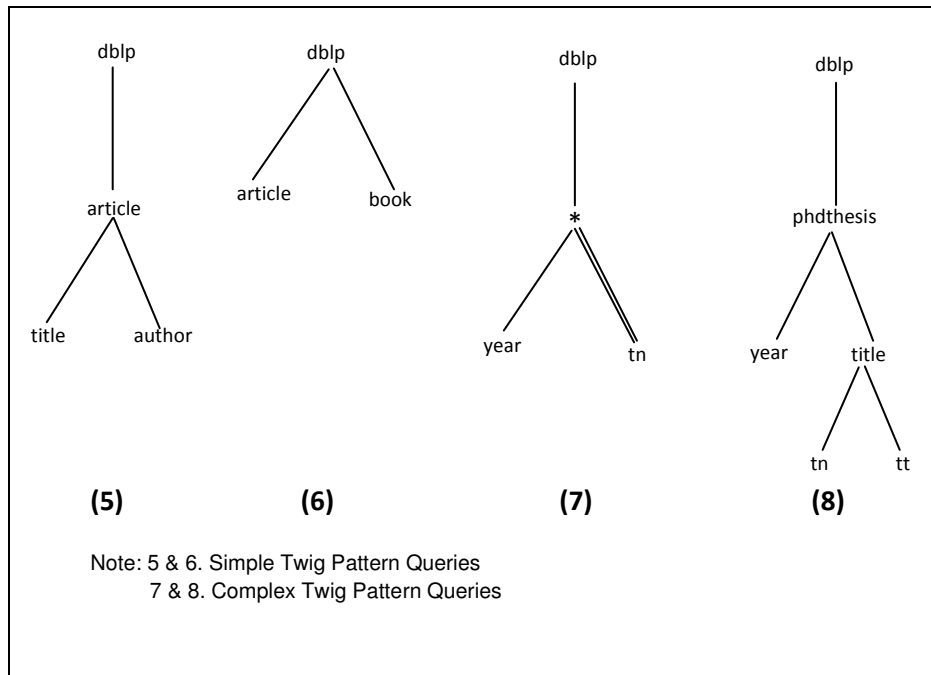 dblp
article
title author
(5)
dblp
article book
(6)
dblp
*
year tn
(7)
dblp
phdthesis
year title
tn tt
(8)
Note: 5 & 6. Simple Twig Pattern Queries
7 & 8. Complex Twig Pattern Queries